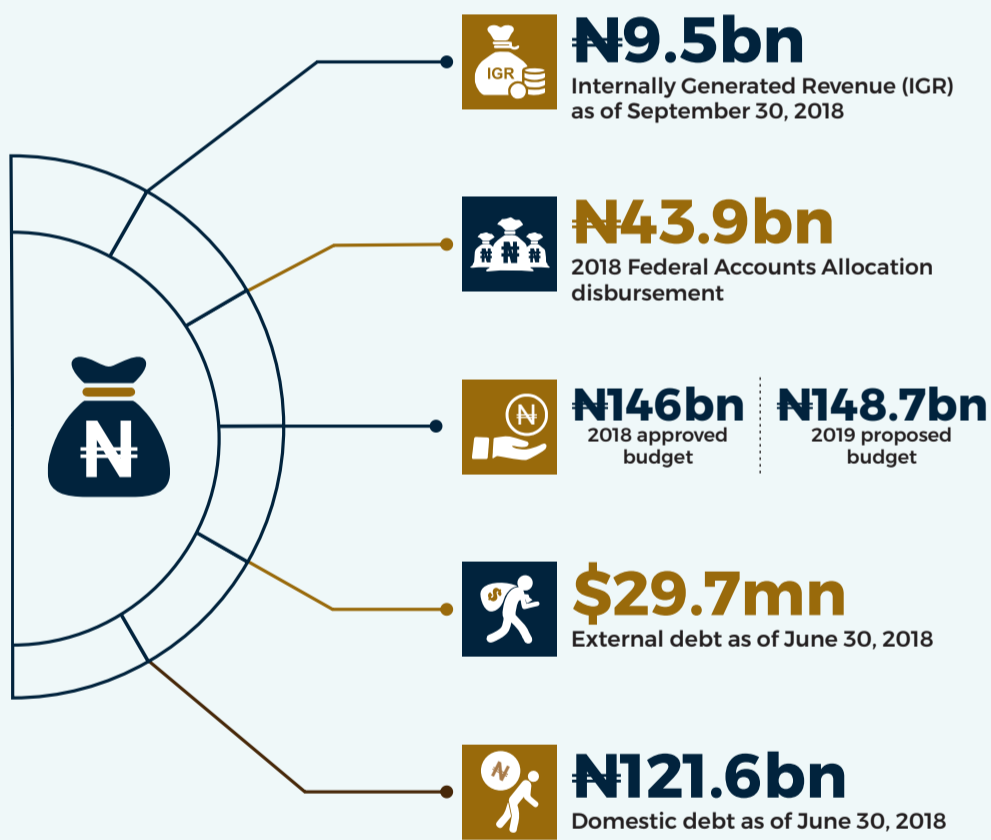 IGR
₦9.5bn
Internally Generated Revenue (IGR)
as of September 30, 2018
₦ ₦ ₦
₦43.9bn
2018 Federal Accounts Allocation
disbursement
₦
₦
₦146bn
2018 approved
budget
₦148.7bn
2019 proposed
budget
$
$29.7mn
External debt as of June 30, 2018
₦
₦121.6bn
Domestic debt as of June 30, 2018